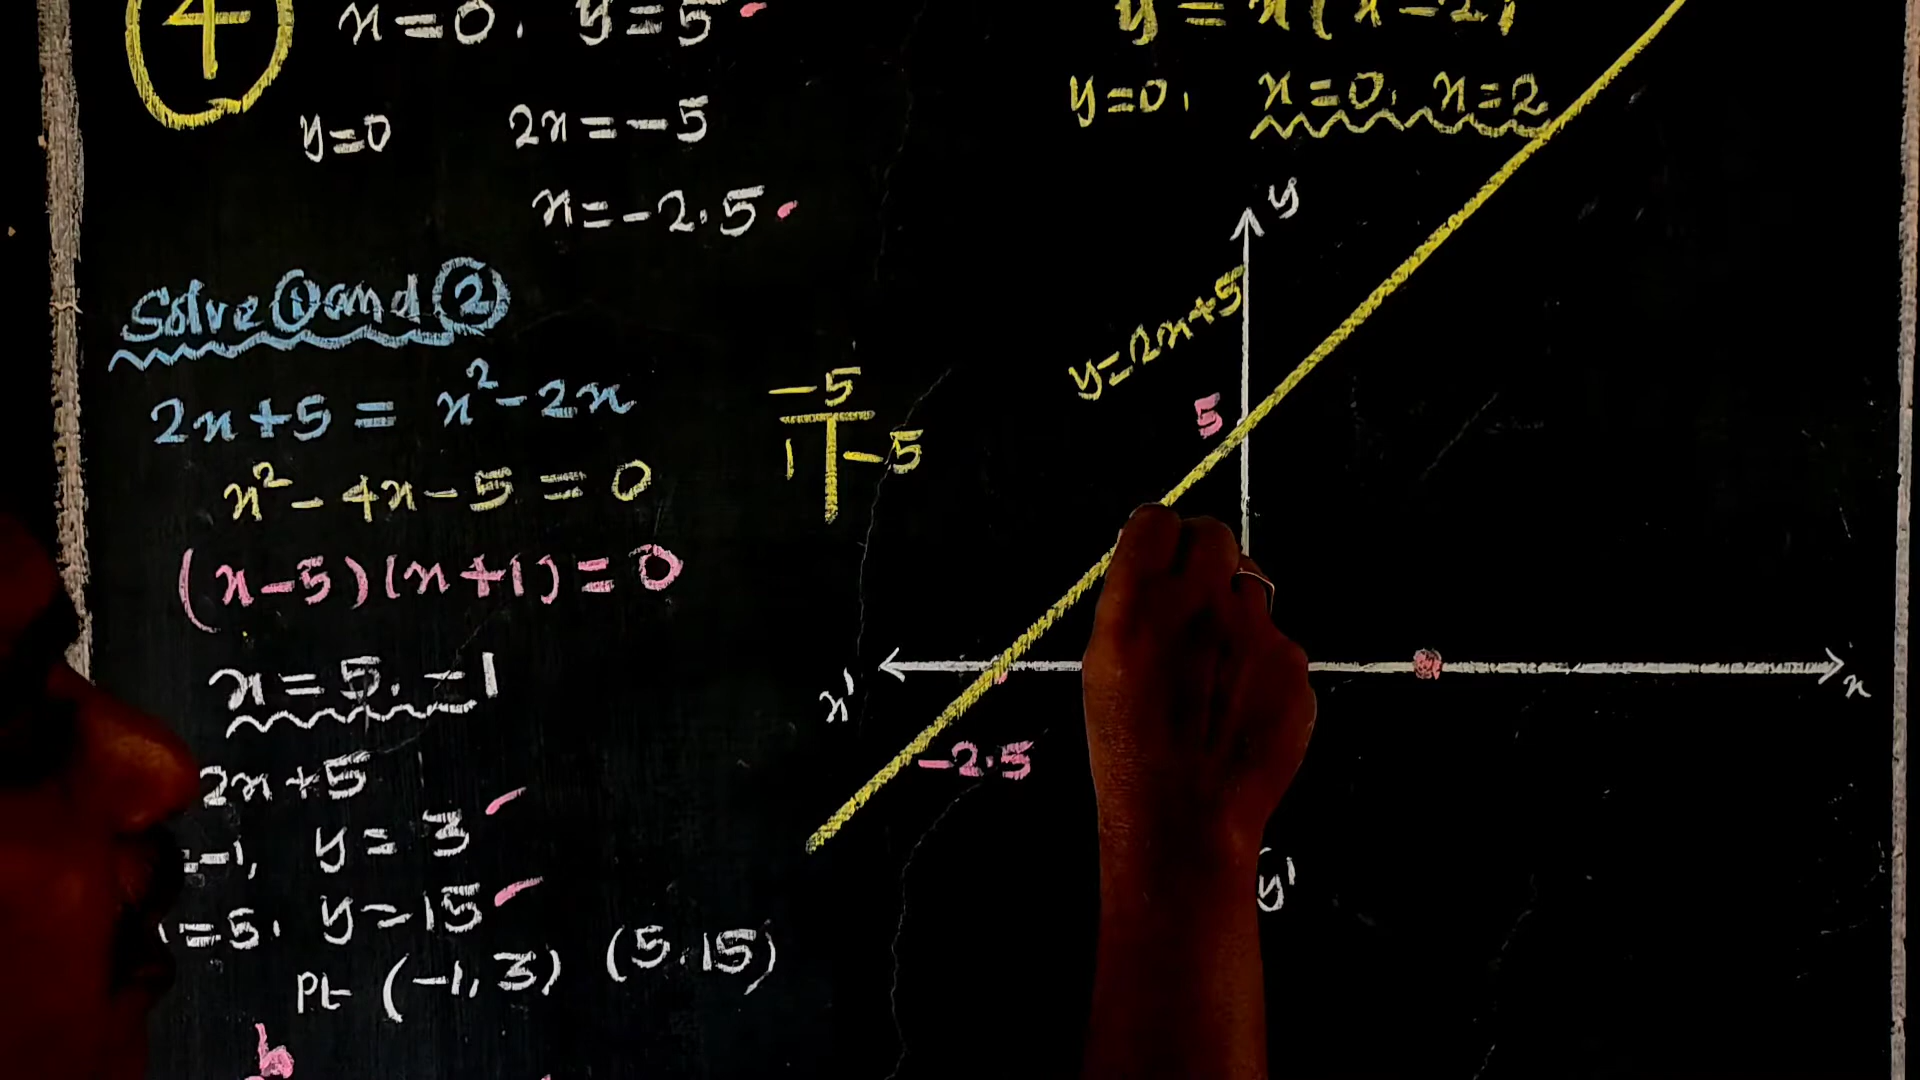 4
x=0, y=5
y=0 2x=-5
x=-2.5
Solve ① and ②
2x+5 = x²-2x
x²-4x-5=0
(x-5)(x+1)=0
x=5,-1
2x+5
=-1, y=3
=5, y=15
Pt (-1,3) (5,15)
b
-5
1 -5
y=x(x-2)
y=0, x=0, x=2
y
y=2x+5
5
x' x
-2.5
y'